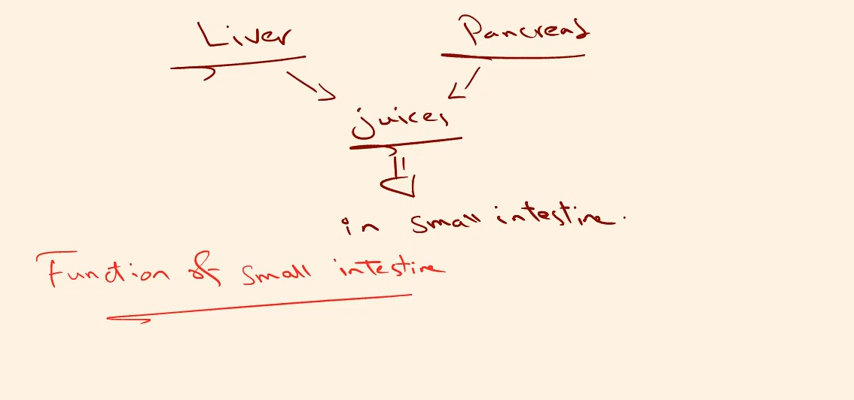 Liver
Pancreas
juices
in small intestine.
Function of small intestine